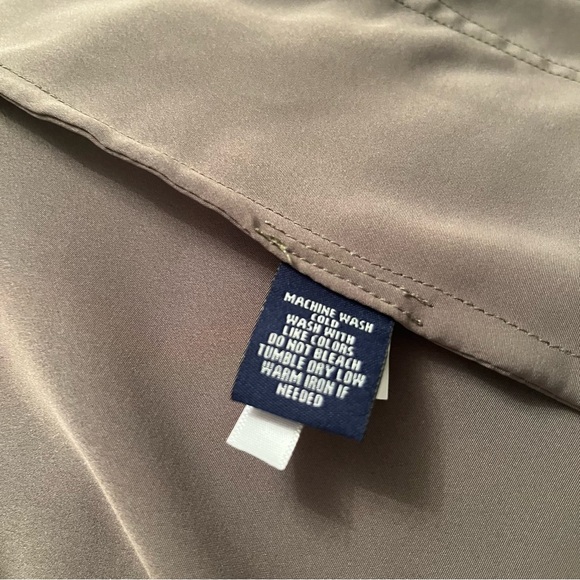 MACHINE WASH
COLD
WASH WITH
LIKE COLORS
DO NOT BLEACH
TUMBLE DRY LOW
WARM IRON IF
NEEDED